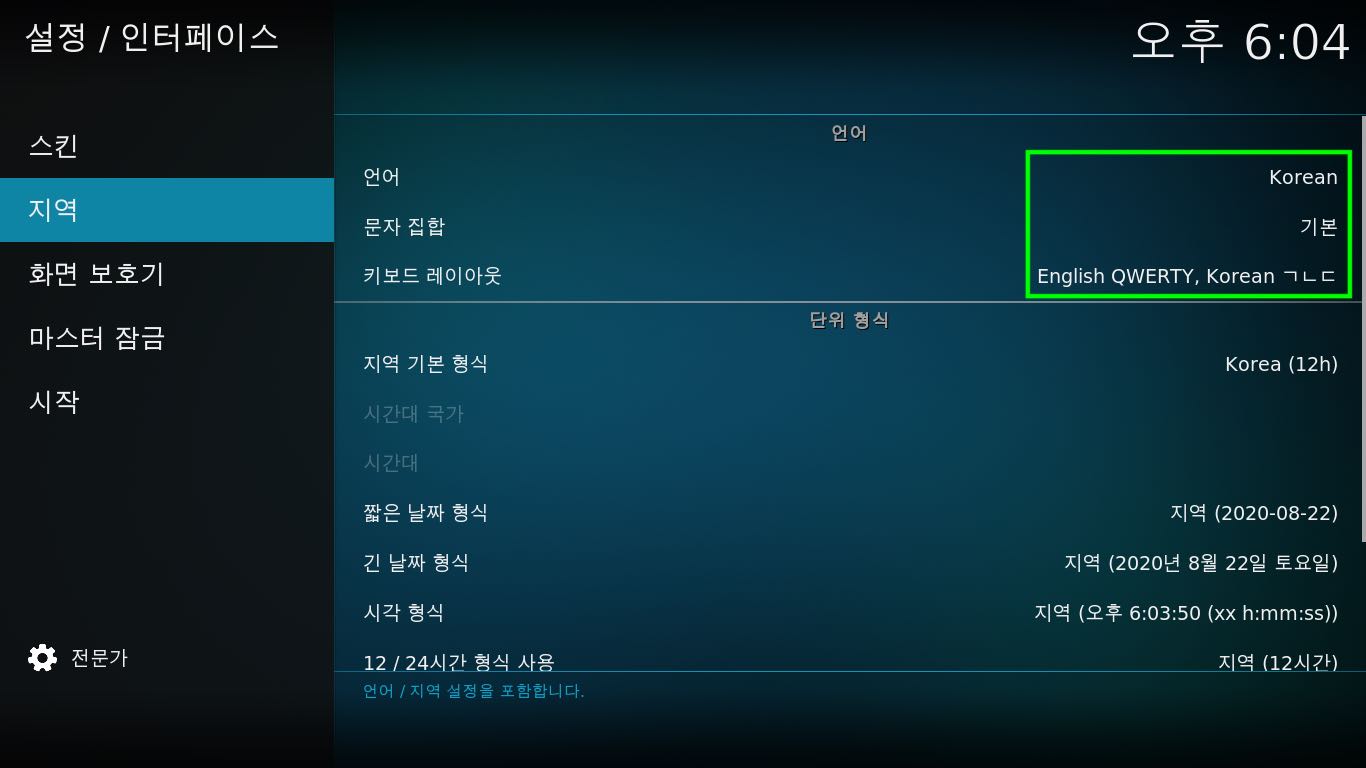 설정 / 인터페이스
오후 6:04
스킨
지역
화면 보호기
마스터 잠금
시작
전문가
언어
언어 Korean
문자 집합 기본
키보드 레이아웃 English QWERTY, Korean ㄱㄴㄷ
단위 형식
지역 기본 형식 Korea (12h)
시간대 국가
시간대
짧은 날짜 형식 지역 (2020-08-22)
긴 날짜 형식 지역 (2020년 8월 22일 토요일)
시각 형식 지역 (오후 6:03:50 (xx h:mm:ss))
12 / 24시간 형식 사용 지역 (12시간)
언어 / 지역 설정을 포함합니다.